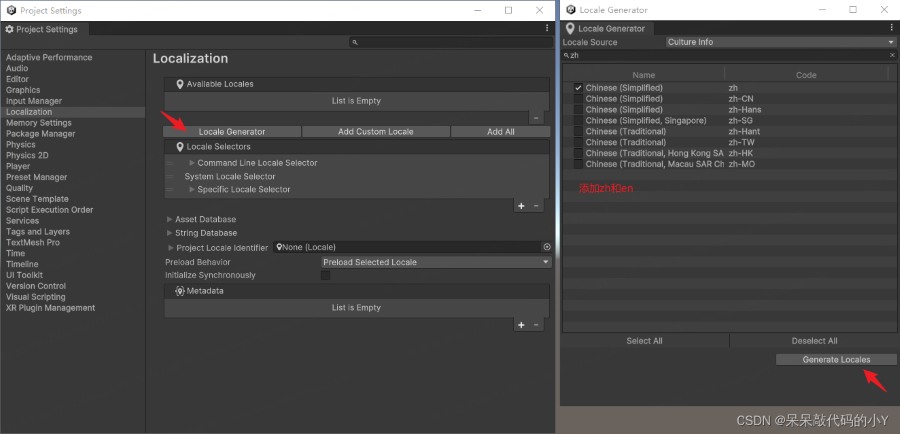 Project Settings
Project Settings
Adaptive Performance
Audio
Editor
Graphics
Input Manager
Localization
Memory Settings
Package Manager
Physics
Physics 2D
Player
Preset Manager
Quality
Scene Template
Script Execution Order
Services
Tags and Layers
TextMesh Pro
Time
Timeline
UI Toolkit
Version Control
Visual Scripting
XR Plugin Management
Localization
Available Locales
List is Empty
Locale Generator Add Custom Locale Add All
Locale Selectors
Command Line Locale Selector
System Locale Selector
Specific Locale Selector
Asset Database
String Database
Project Locale Identifier None (Locale)
Preload Behavior Preload Selected Locale
Initialize Synchronously
Metadata
List is Empty
Locale Generator
Locale Generator
Locale Source Culture Info
zh
Name Code
Chinese (Simplified) zh
Chinese (Simplified) zh-CN
Chinese (Simplified) zh-Hans
Chinese (Simplified, Singapore) zh-SG
Chinese (Traditional) zh-Hant
Chinese (Traditional) zh-TW
Chinese (Traditional, Hong Kong SA zh-HK
Chinese (Traditional, Macau SAR Ch zh-MO
添加zh和en
Select All Deselect All
Generate Locales
CSDN @呆呆敲代码的小Y